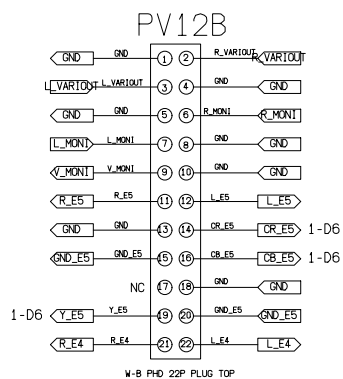 PV12B
GND GND 1 2 R_VARIOUT R_VARIOUT
L_VARIOUT L_VARIOUT 3 4 GND GND
GND GND 5 6 R_MONI R_MONI
L_MONI L_MONI 7 8 GND GND
V_MONI V_MONI 9 10 GND GND
R_E5 R_E5 11 12 L_E5 L_E5
GND GND 13 14 CR_E5 CR_E5 1-D6
GND_E5 GND_E5 15 16 CB_E5 CB_E5 1-D6
NC 17 18 GND GND
1-D6 Y_E5 Y_E5 19 20 GND_E5 GND_E5
R_E4 R_E4 21 22 L_E4 L_E4
W-B PHD 22P PLUG TOP